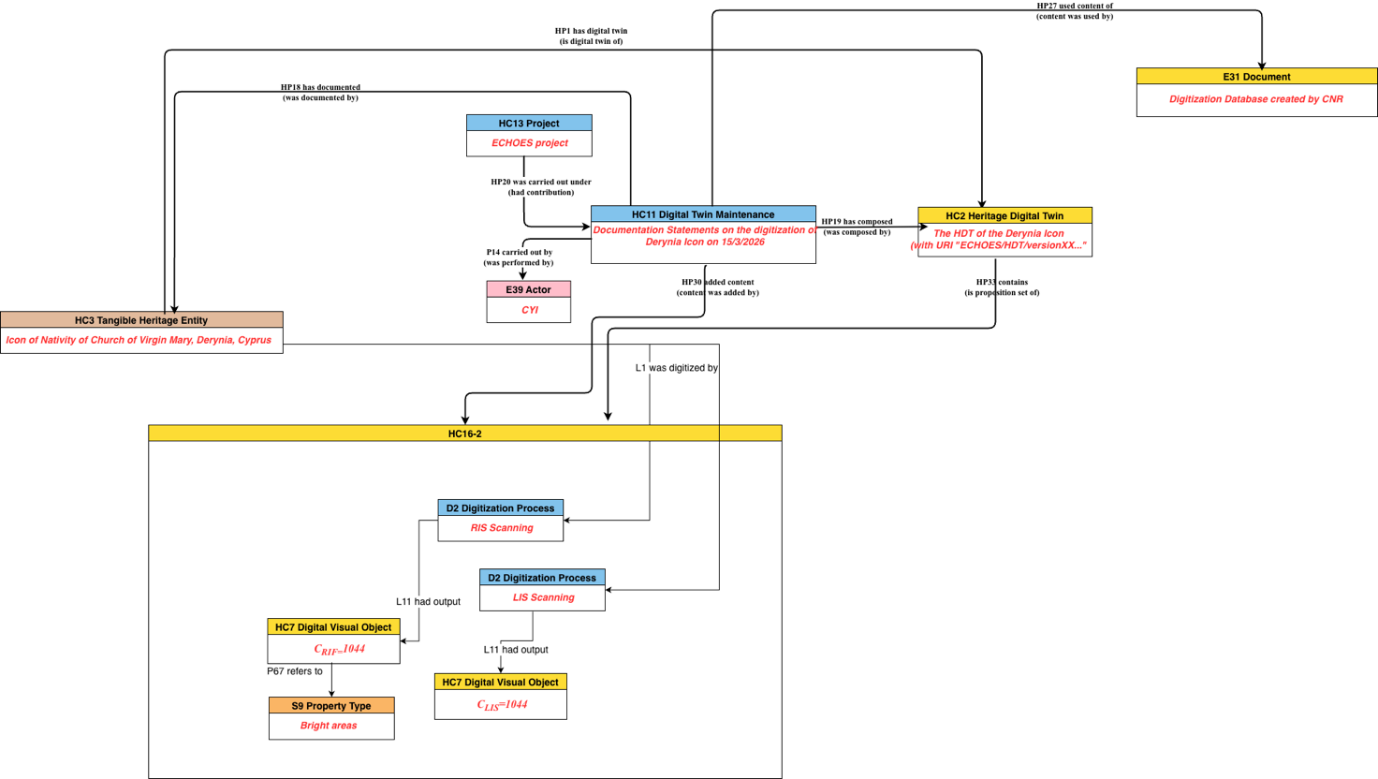 HP27 used content of
(content was used by)
HP1 has digital twin
(is digital twin of)
E31 Document
Digitization Database created by CNR
HP18 has documented
(was documented by)
HC13 Project
ECHOES project
HP20 was carried out under
(had contribution)
HC11 Digital Twin Maintenance
Documentation Statements on the digitization of
Derynia Icon on 15/3/2026
HP19 has composed
(was composed by)
HC2 Heritage Digital Twin
The HDT of the Derynia Icon
(with URI "ECHOES/HDT/versionXX..."
P14 carried out by
(was performed by)
E39 Actor
CYI
HP30 added content
(content was added by)
HP33 contains
(is proposition set of)
HC3 Tangible Heritage Entity
Icon of Nativity of Church of Virgin Mary, Derynia, Cyprus
L1 was digitized by
HC16-2
D2 Digitization Process
RIS Scanning
D2 Digitization Process
LIS Scanning
L11 had output
HC7 Digital Visual Object
C_RIF=1044
L11 had output
P67 refers to
HC7 Digital Visual Object
C_LIS=1044
S9 Property Type
Bright areas